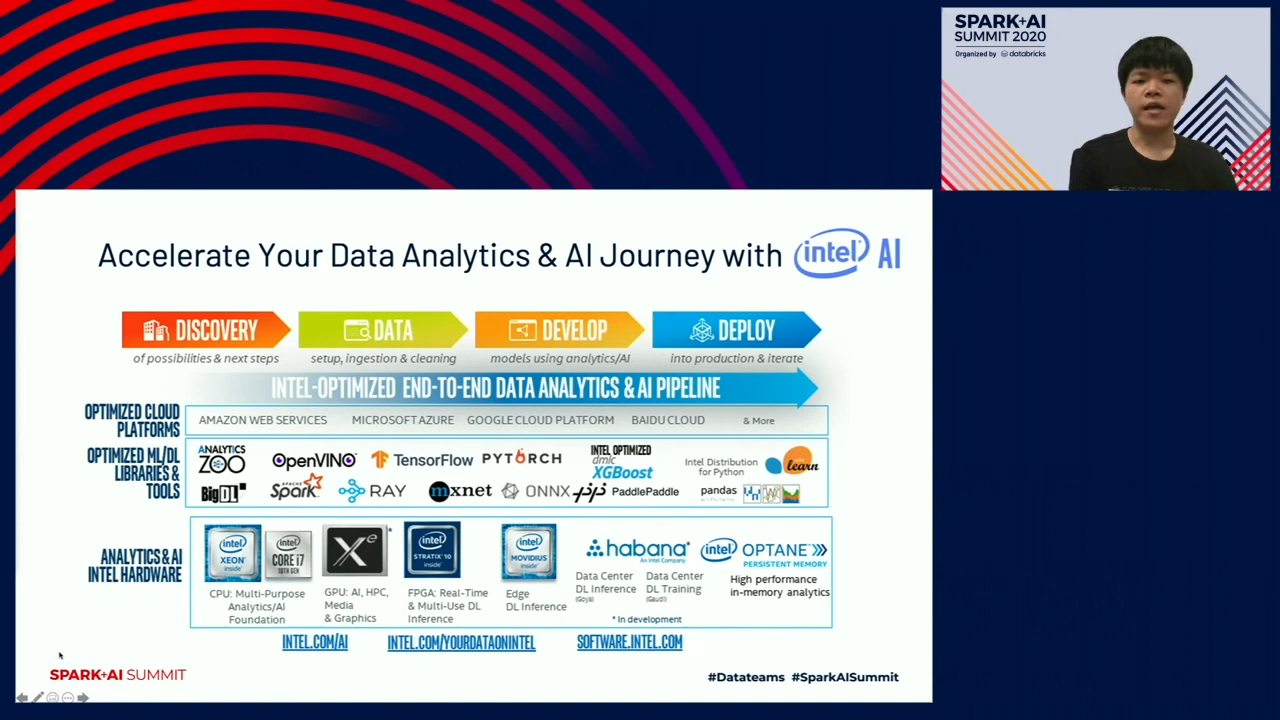 SPARK+AI
SUMMIT 2020
Organized by databricks
Accelerate Your Data Analytics & AI Journey with intel AI
DISCOVERY
DATA
DEVELOP
DEPLOY
of possibilities & next steps
setup, ingestion & cleaning
models using analytics/AI
into production & iterate
INTEL-OPTIMIZED END-TO-END DATA ANALYTICS & AI PIPELINE
OPTIMIZED CLOUD
PLATFORMS
AMAZON WEB SERVICES
MICROSOFT AZURE
GOOGLE CLOUD PLATFORM
BAIDU CLOUD
& More
OPTIMIZED ML/DL
LIBRARIES &
TOOLS
ANALYTICS
ZOO
OpenVINO
TensorFlow
PYTORCH
INTEL OPTIMIZED
dmlc
XGBoost
Intel Distribution
for Python
learn
BigDL
APACHE
Spark
RAY
mxnet
ONNX
PaddlePaddle
pandas
ANALYTICS & AI
INTEL HARDWARE
intel
XEON
inside
intel
CORE i7
10TH GEN
Xe *
intel
STRATIX 10
inside
intel
MOVIDIUS
inside
habana*
An Intel Company
intel OPTANE
PERSISTENT MEMORY
CPU: Multi-Purpose
Analytics/AI
Foundation
GPU: AI, HPC,
Media
& Graphics
FPGA: Real-Time
& Multi-Use DL
Inference
Edge
DL Inference
Data Center
DL Inference
(Goya)
Data Center
DL Training
(Gaudi)
High performance
in-memory analytics
* In development
INTEL.COM/AI
INTEL.COM/YOURDATAONINTEL
SOFTWARE.INTEL.COM
SPARK+AI SUMMIT
#Datateams #SparkAISummit